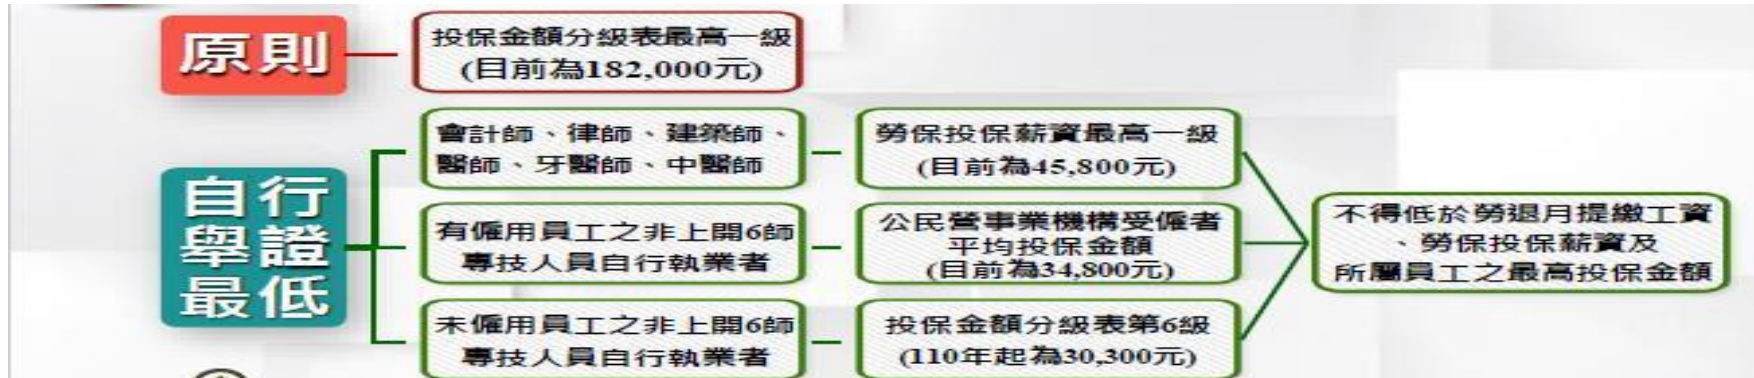 原則
投保金額分級表最高一級
(目前為182,000元)
自行
舉證
最低
會計師、律師、建築師、
醫師、牙醫師、中醫師
勞保投保薪資最高一級
(目前為45,800元)
有僱用員工之非上開6師
專技人員自行執業者
公民營事業機構受僱者
平均投保金額
(目前為34,800元)
未僱用員工之非上開6師
專技人員自行執業者
投保金額分級表第6級
(110年起為30,300元)
不得低於勞退月提繳工資
、勞保投保薪資及
所屬員工之最高投保金額